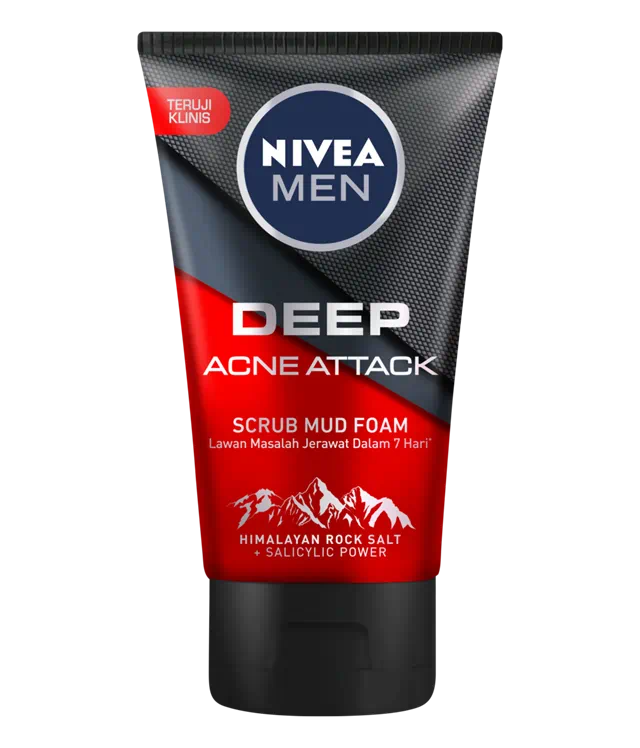 TERUJI
KLINIS
NIVEA
MEN
DEEP
ACNE ATTACK
SCRUB MUD FOAM
Lawan Masalah Jerawat Dalam 7 Hari*
HIMALAYAN ROCK SALT
+ SALICYLIC POWER